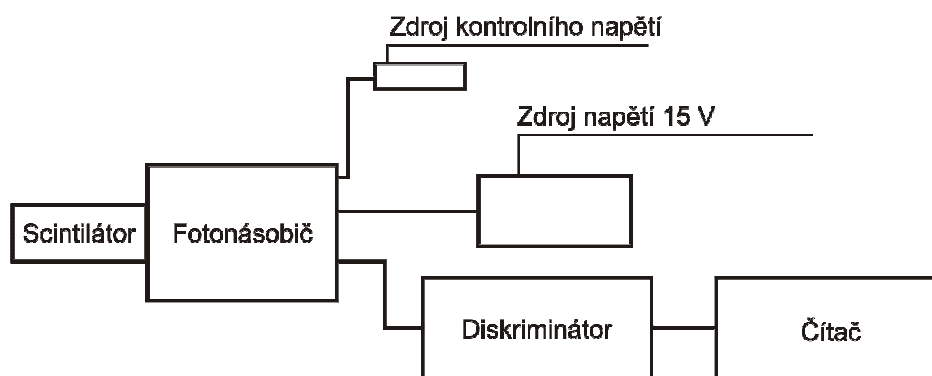 Zdroj kontrolního napětí
Zdroj napětí 15 V
Scintilátor
Fotonásobič
Diskriminátor
Čítač